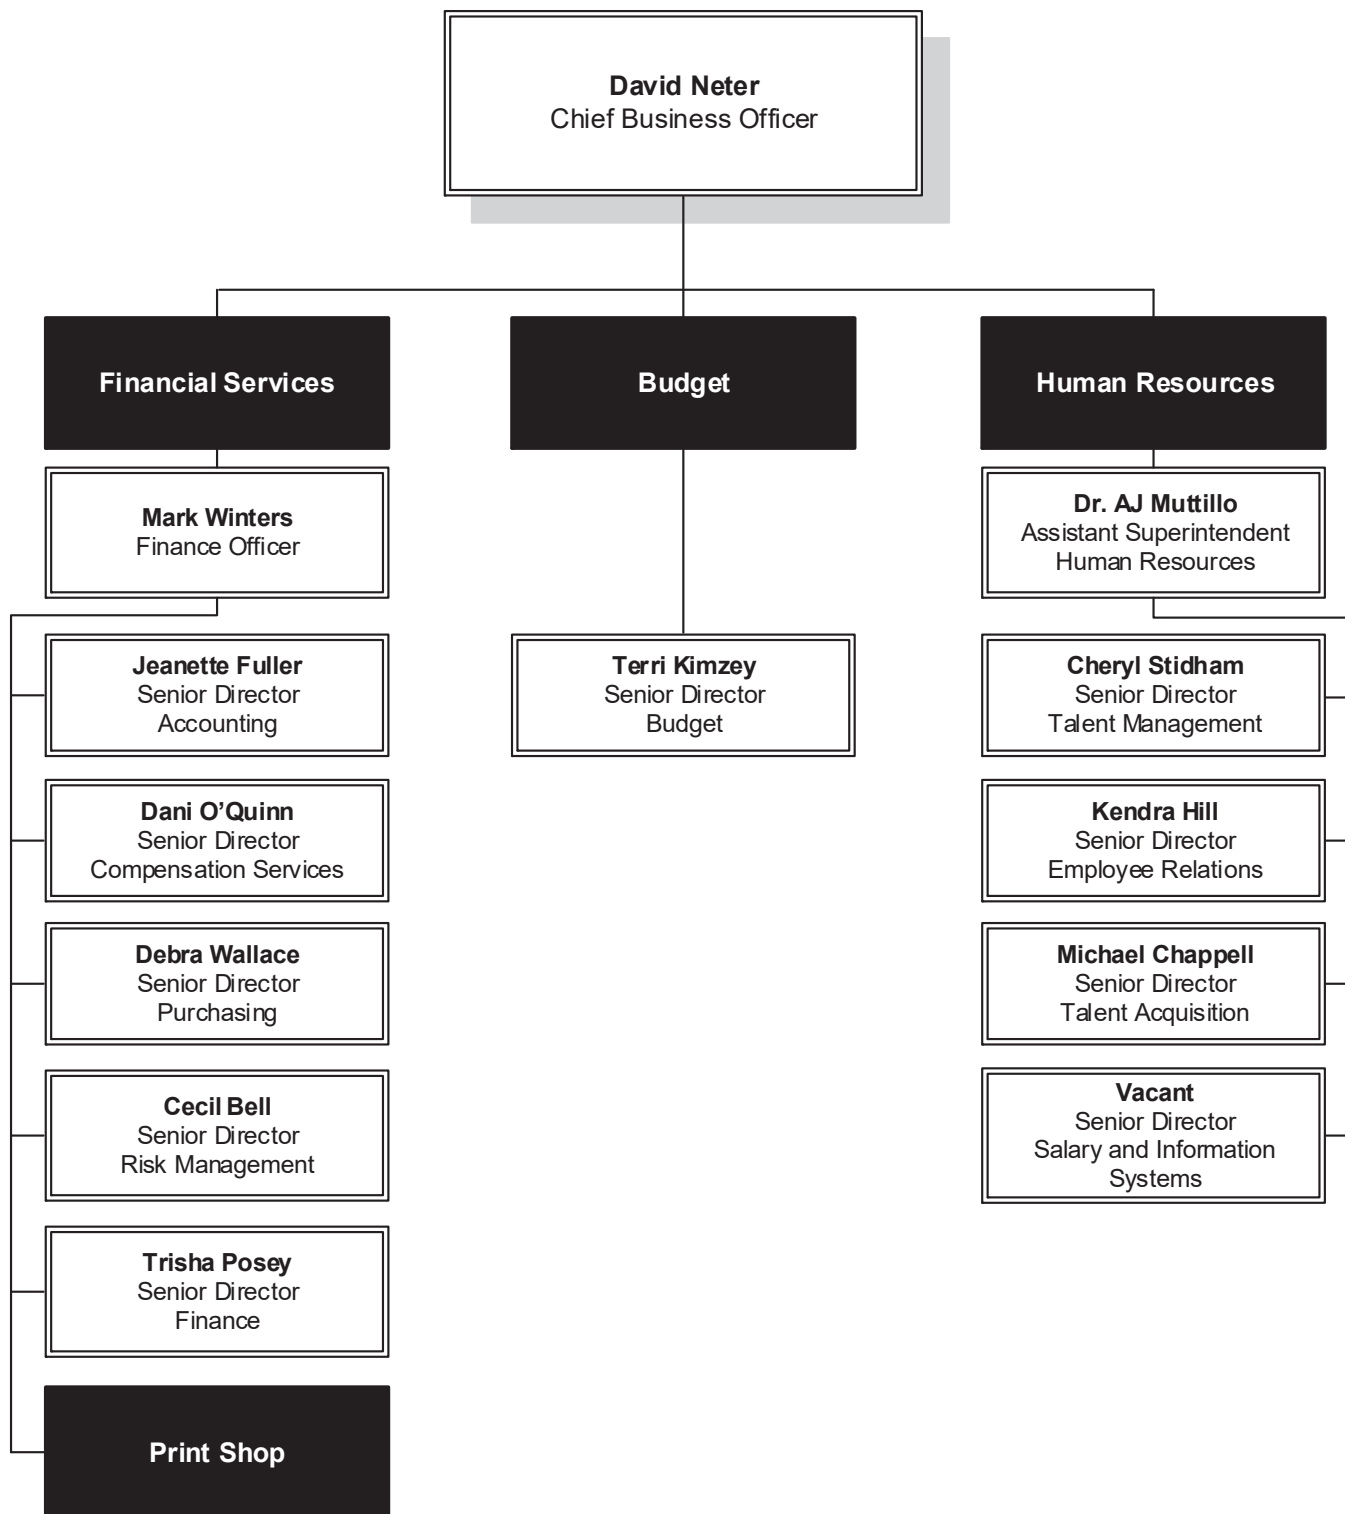 David Neter
Chief Business Officer
Financial Services
Mark Winters
Finance Officer
Jeanette Fuller
Senior Director
Accounting
Dani O’Quinn
Senior Director
Compensation Services
Debra Wallace
Senior Director
Purchasing
Cecil Bell
Senior Director
Risk Management
Trisha Posey
Senior Director
Finance
Print Shop
Budget
Terri Kimzey
Senior Director
Budget
Human Resources
Dr. AJ Muttillo
Assistant Superintendent
Human Resources
Cheryl Stidham
Senior Director
Talent Management
Kendra Hill
Senior Director
Employee Relations
Michael Chappell
Senior Director
Talent Acquisition
Vacant
Senior Director
Salary and Information
Systems